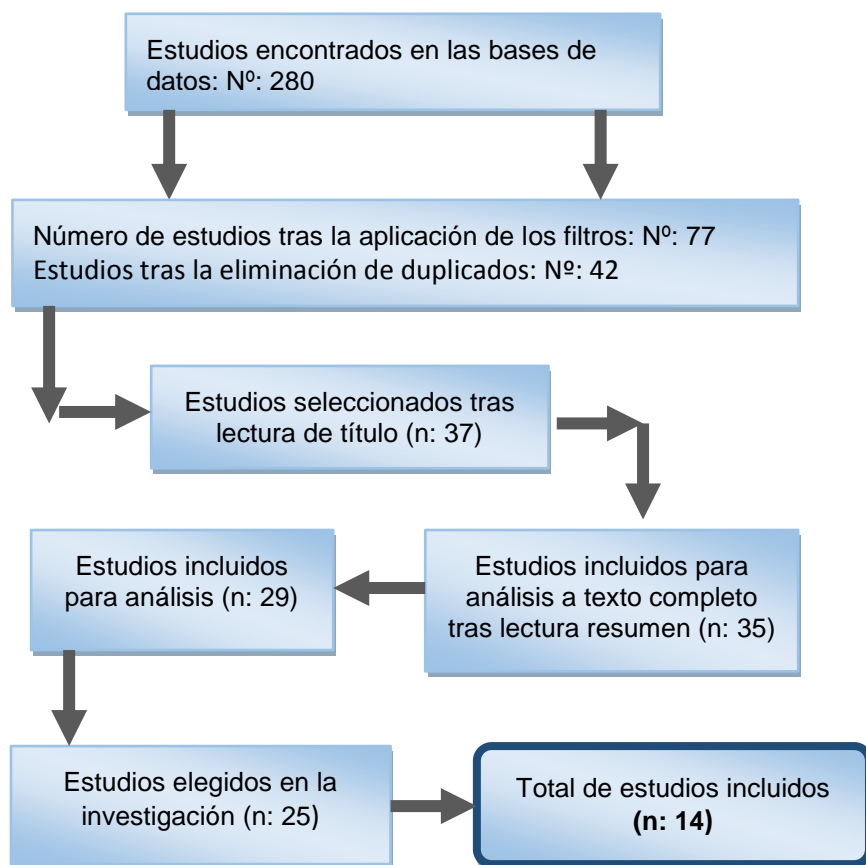 Estudios encontrados en las bases de
datos: Nº: 280
Número de estudios tras la aplicación de los filtros: Nº: 77
Estudios tras la eliminación de duplicados: Nº: 42
Estudios seleccionados tras
lectura de título (n: 37)
Estudios incluidos para
análisis a texto completo
tras lectura resumen (n: 35)
Estudios incluidos
para análisis (n: 29)
Estudios elegidos en la
investigación (n: 25)
Total de estudios incluidos
(n: 14)